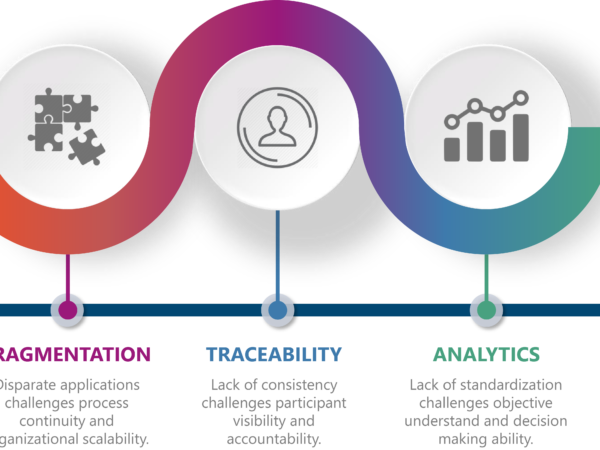 RAGMENTATION
Disparate applications
challenges process
continuity and
ganizational scalability.
TRACEABILITY
Lack of consistency
challenges participant
visibility and
accountability.
ANALYTICS
Lack of standardization
challenges objective
understand and decision
making ability.